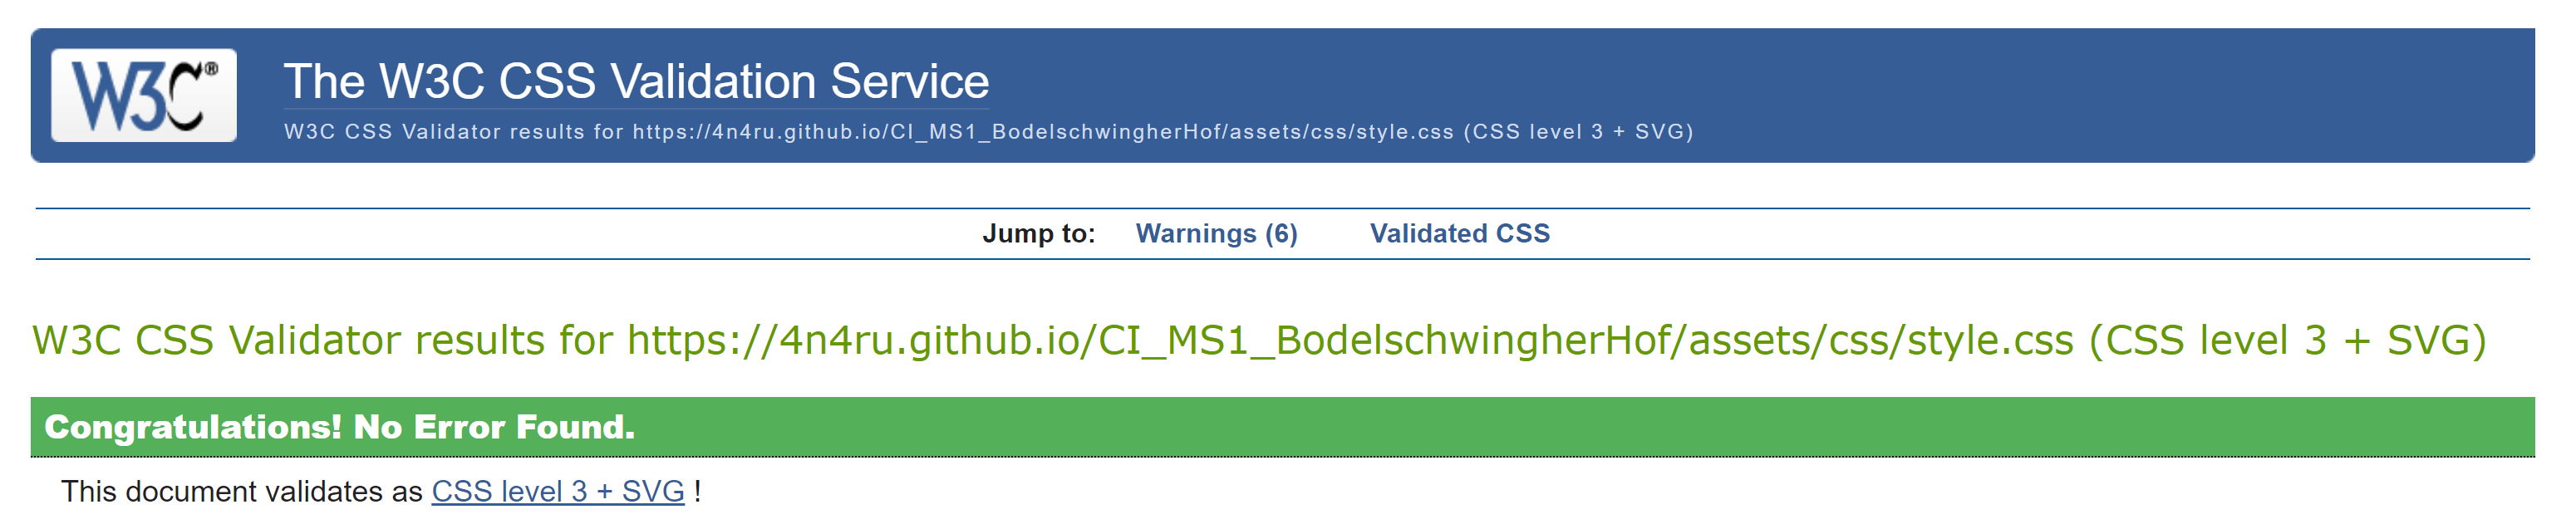 W3C®
The W3C CSS Validation Service
W3C CSS Validator results for https://4n4ru.github.io/CI_MS1_BodelschwingherHof/assets/css/style.css (CSS level 3 + SVG)
Jump to: Warnings (6) Validated CSS
W3C CSS Validator results for https://4n4ru.github.io/CI_MS1_BodelschwingherHof/assets/css/style.css (CSS level 3 + SVG)
Congratulations! No Error Found.
This document validates as CSS level 3 + SVG !